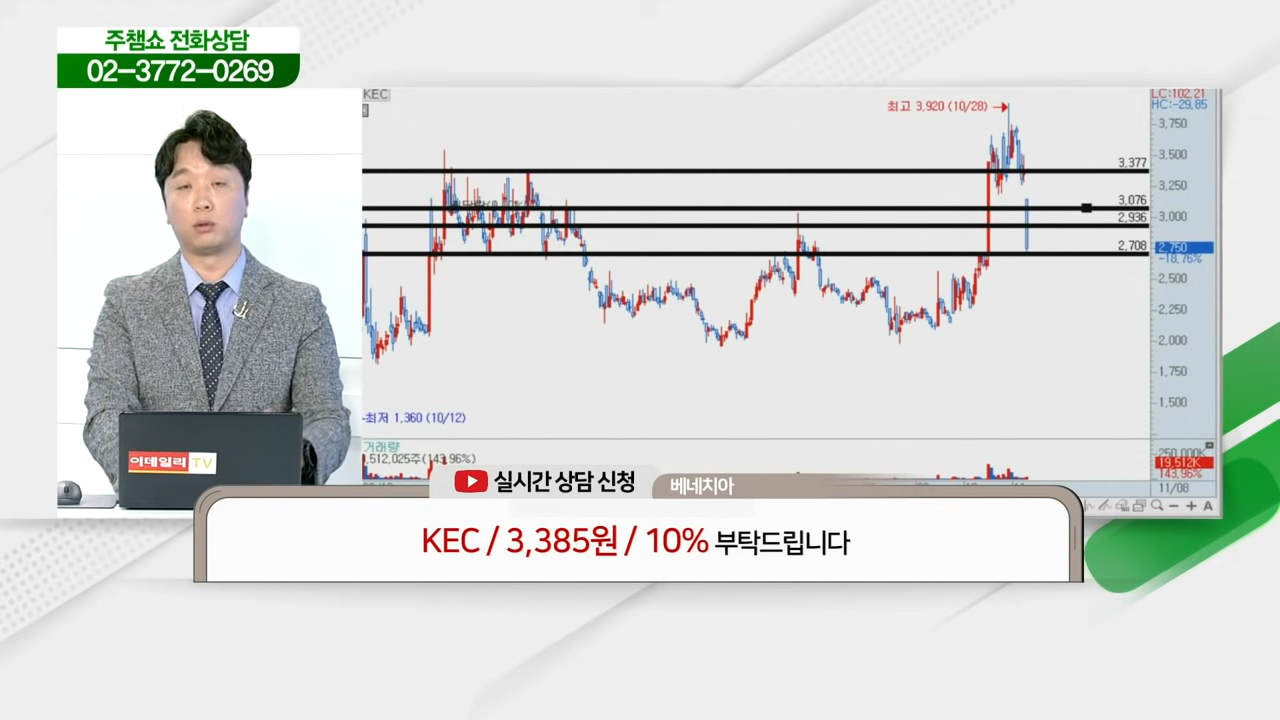 주챔쇼 전화상담
02-3772-0269
KEC
최고 3,920 (10/28)
LC:102,21
HC:-29,85
3,750
3,500
3,377
3,250
3,076
3,000
2,936
2,708
2,750
-18,76%
2,500
2,250
2,000
1,750
1,500
최저 1,360 (10/12)
거래량
,512,025주(143,96%)
250,000K
19,512K
143,96%
11/08
A
이데일리 TV
실시간 상담 신청
베네치아
KEC / 3,385원 / 10% 부탁드립니다